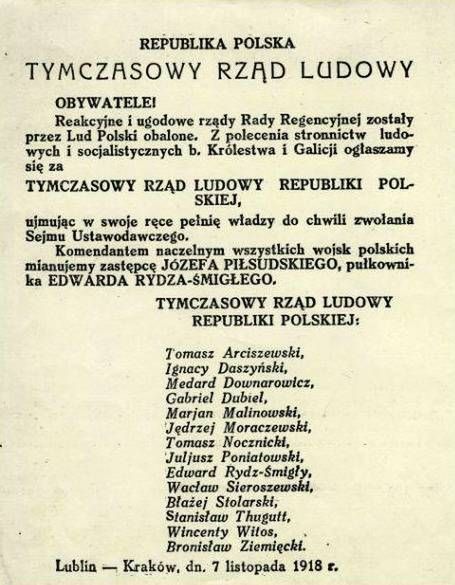 REPUBLIKA POLSKA
TYMCZASOWY RZĄD LUDOWY
OBYWATELE!
Reakcyjne i ugodowe rządy Rady Regencyjnej zostały
przez Lud Polski obalone. Z polecenia stronnictw ludo-
wych i socjalistycznych b. Królestwa i Galicji ogłaszamy
się za
TYMCZASOWY RZĄD LUDOWY REPUBLIKI POL-
SKIEJ,
ujmując w swoje ręce pełnię władzy do chwili zwołania
Sejmu Ustawodawczego.
Komendantem naczelnym wszystkich wojsk polskich
mianujemy zastępcę JÓZEFA PIŁSUDSKIEGO, pułkowni-
ka EDWARDA RYDZA-ŚMIGŁEGO.
TYMCZASOWY RZĄD LUDOWY
REPUBLIKI POLSKIEJ:
Tomasz Arciszewski,
Ignacy Daszyński,
Medard Downarowicz,
Gabriel Dubiel,
Marjan Malinowski,
Jędrzej Moraczewski,
Tomasz Nocznicki,
Juljusz Poniatowski,
Edward Rydz-Śmigły,
Wacław Sieroszewski,
Błażej Stolarski,
Stanisław Thugutt,
Wincenty Witos,
Bronisław Ziemięcki.
Lublin — Kraków, dn. 7 listopada 1918 r.